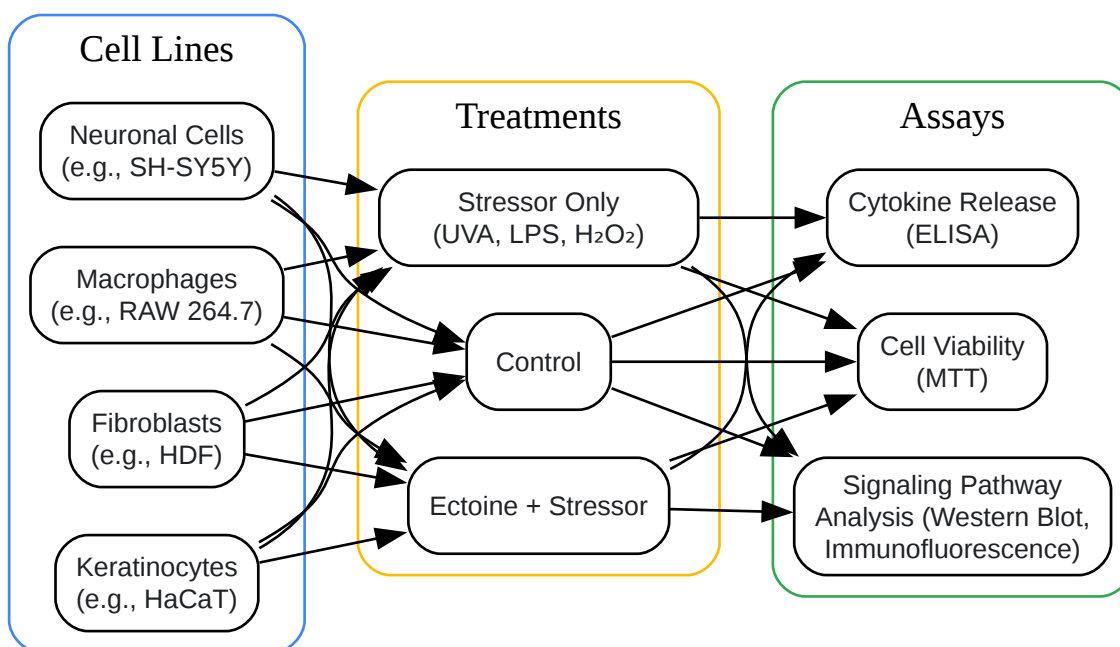 Cell Lines
Neuronal Cells
(e.g., SH-SY5Y)
Macrophages
(e.g., RAW 264.7)
Fibroblasts
(e.g., HDF)
Keratinocytes
(e.g., HaCaT)
Treatments
Stressor Only
(UVA, LPS, H₂O₂)
Control
Ectoine + Stressor
Assays
Cytokine Release
(ELISA)
Cell Viability
(MTT)
Signaling Pathway
Analysis (Western Blot,
Immunofluorescence)